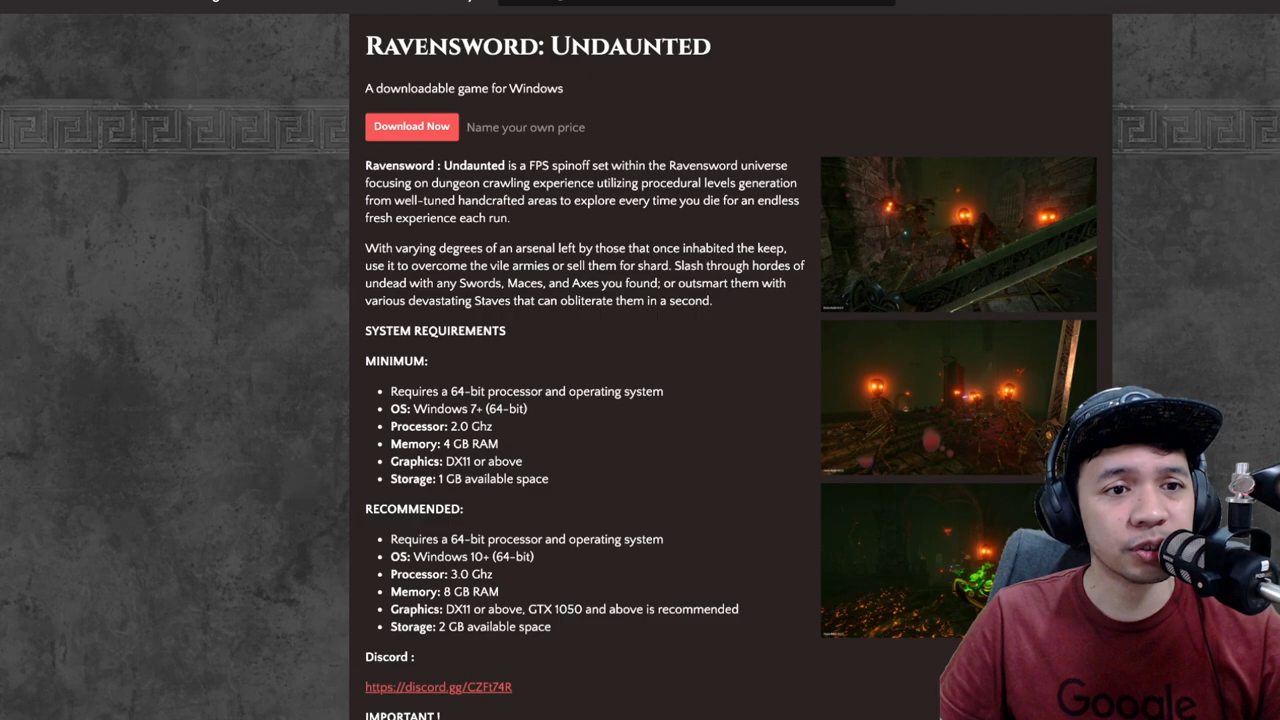 Ravensword: Undaunted
A downloadable game for Windows
Download Now Name your own price
Ravensword : Undaunted is a FPS spinoff set within the Ravensword universe
focusing on dungeon crawling experience utilizing procedural levels generation
from well-tuned handcrafted areas to explore every time you die for an endless
fresh experience each run.
With varying degrees of an arsenal left by those that once inhabited the keep,
use it to overcome the vile armies or sell them for shard. Slash through hordes of
undead with any Swords, Maces, and Axes you found; or outsmart them with
various devastating Staves that can obliterate them in a second.
SYSTEM REQUIREMENTS
MINIMUM:
• Requires a 64-bit processor and operating system
• OS: Windows 7+ (64-bit)
• Processor: 2.0 Ghz
• Memory: 4 GB RAM
• Graphics: DX11 or above
• Storage: 1 GB available space
RECOMMENDED:
• Requires a 64-bit processor and operating system
• OS: Windows 10+ (64-bit)
• Processor: 3.0 Ghz
• Memory: 8 GB RAM
• Graphics: DX11 or above, GTX 1050 and above is recommended
• Storage: 2 GB available space
Discord :
https://discord.gg/CZFt74R
IMPORTANT !
Google